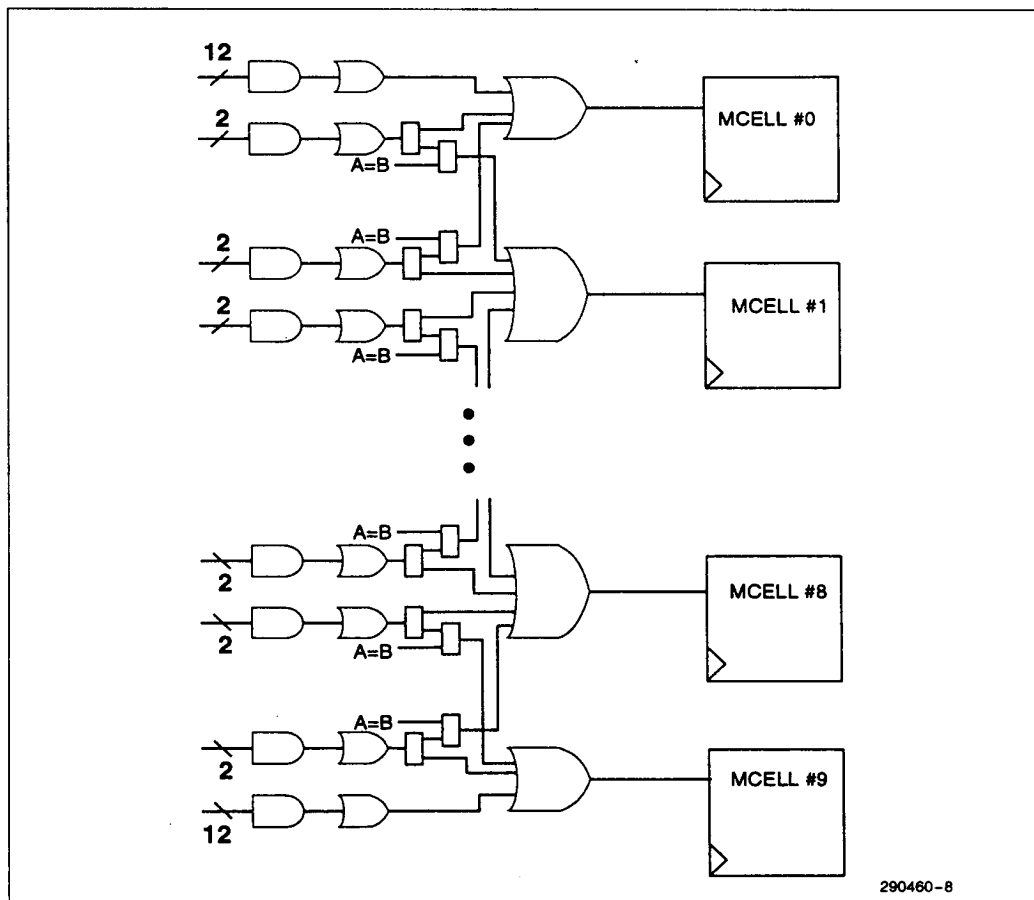 12
MCELL #0
2
A=B
A=B
2
MCELL #1
2
A=B
A=B
2
MCELL #8
2
A=B
A=B
2
MCELL #9
12
290460-8